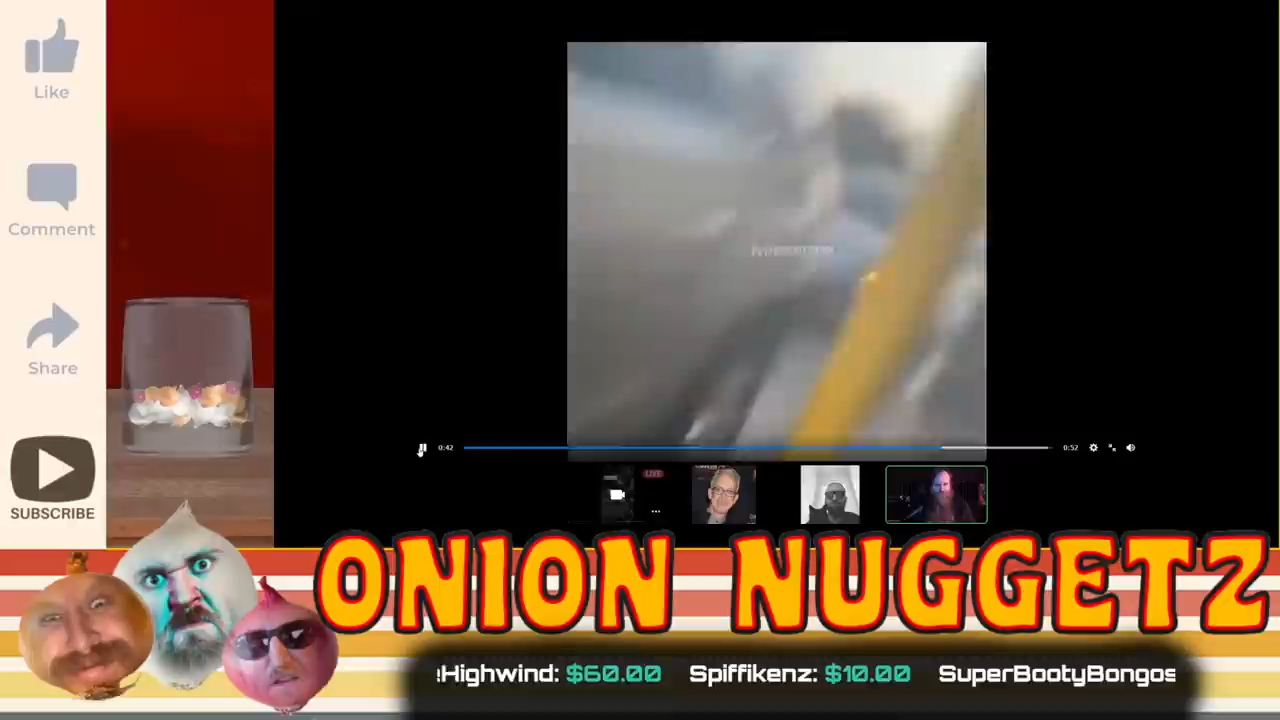 Like
Comment
Share
SUBSCRIBE
0:42
0:52
LIVE
...
ONION NUGGETZ
:Highwind: $60.00 Spiffikenz: $10.00 SuperBootyBongos